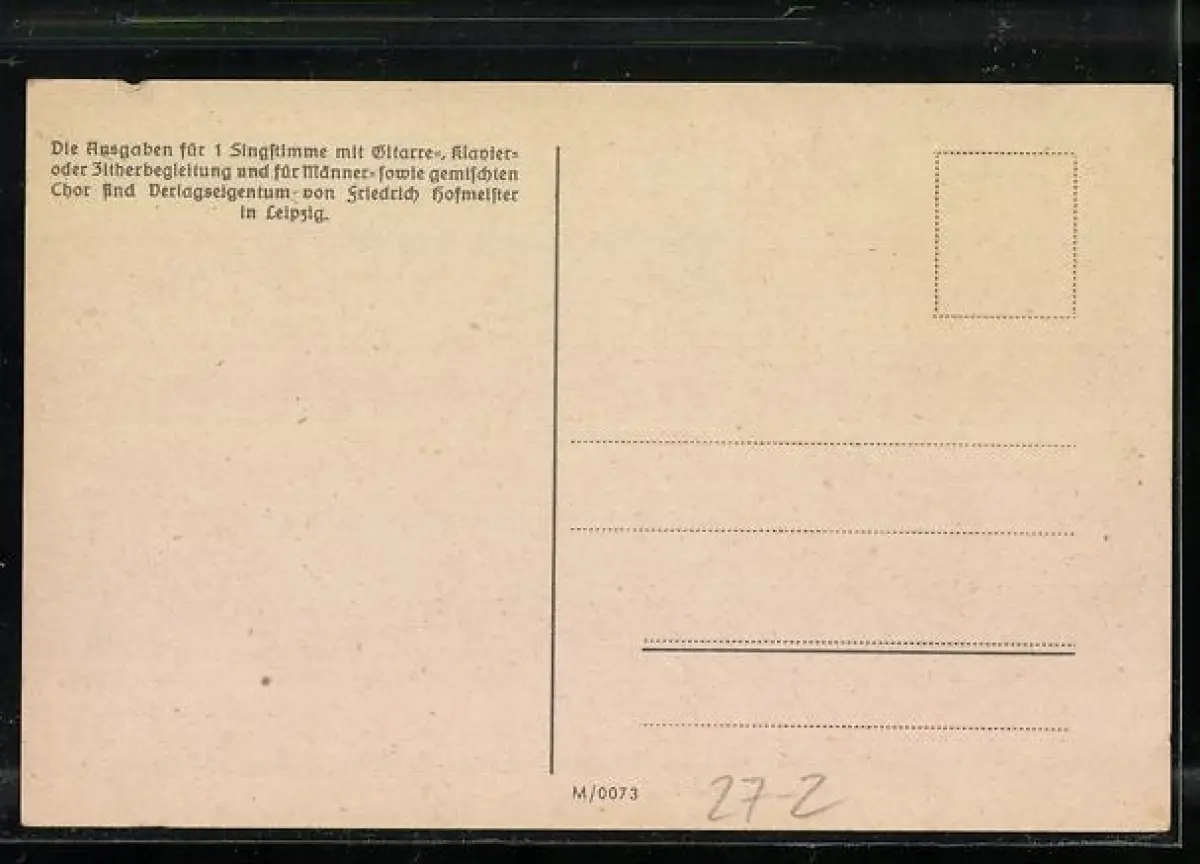 Die Ausgaben für 1 Singstimme mit Gitarre-, Klavier-
oder Zitherbegleitung und für Männer- sowie gemischten
Chor sind Verlagseigentum von Friedrich Hofmeister
in Leipzig.
M/0073
27-2